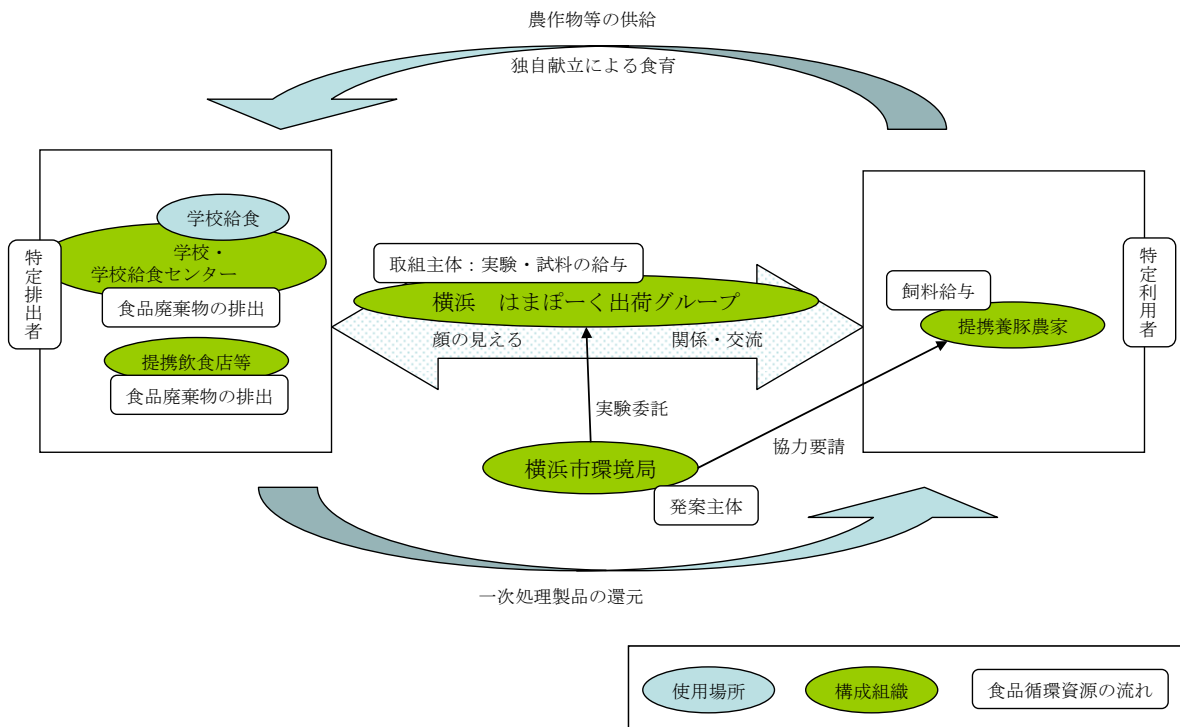 農作物等の供給
独自献立による食育
特定排出者
学校給食
学校・
学校給食センター
食品廃棄物の排出
提携飲食店等
食品廃棄物の排出
取組主体：実験・試料の給与
横浜　はまぽーく出荷グループ
顔の見える　関係・交流
実験委託
横浜市環境局
発案主体
協力要請
飼料給与
提携養豚農家
特定利用者
一次処理製品の還元
使用場所
構成組織
食品循環資源の流れ